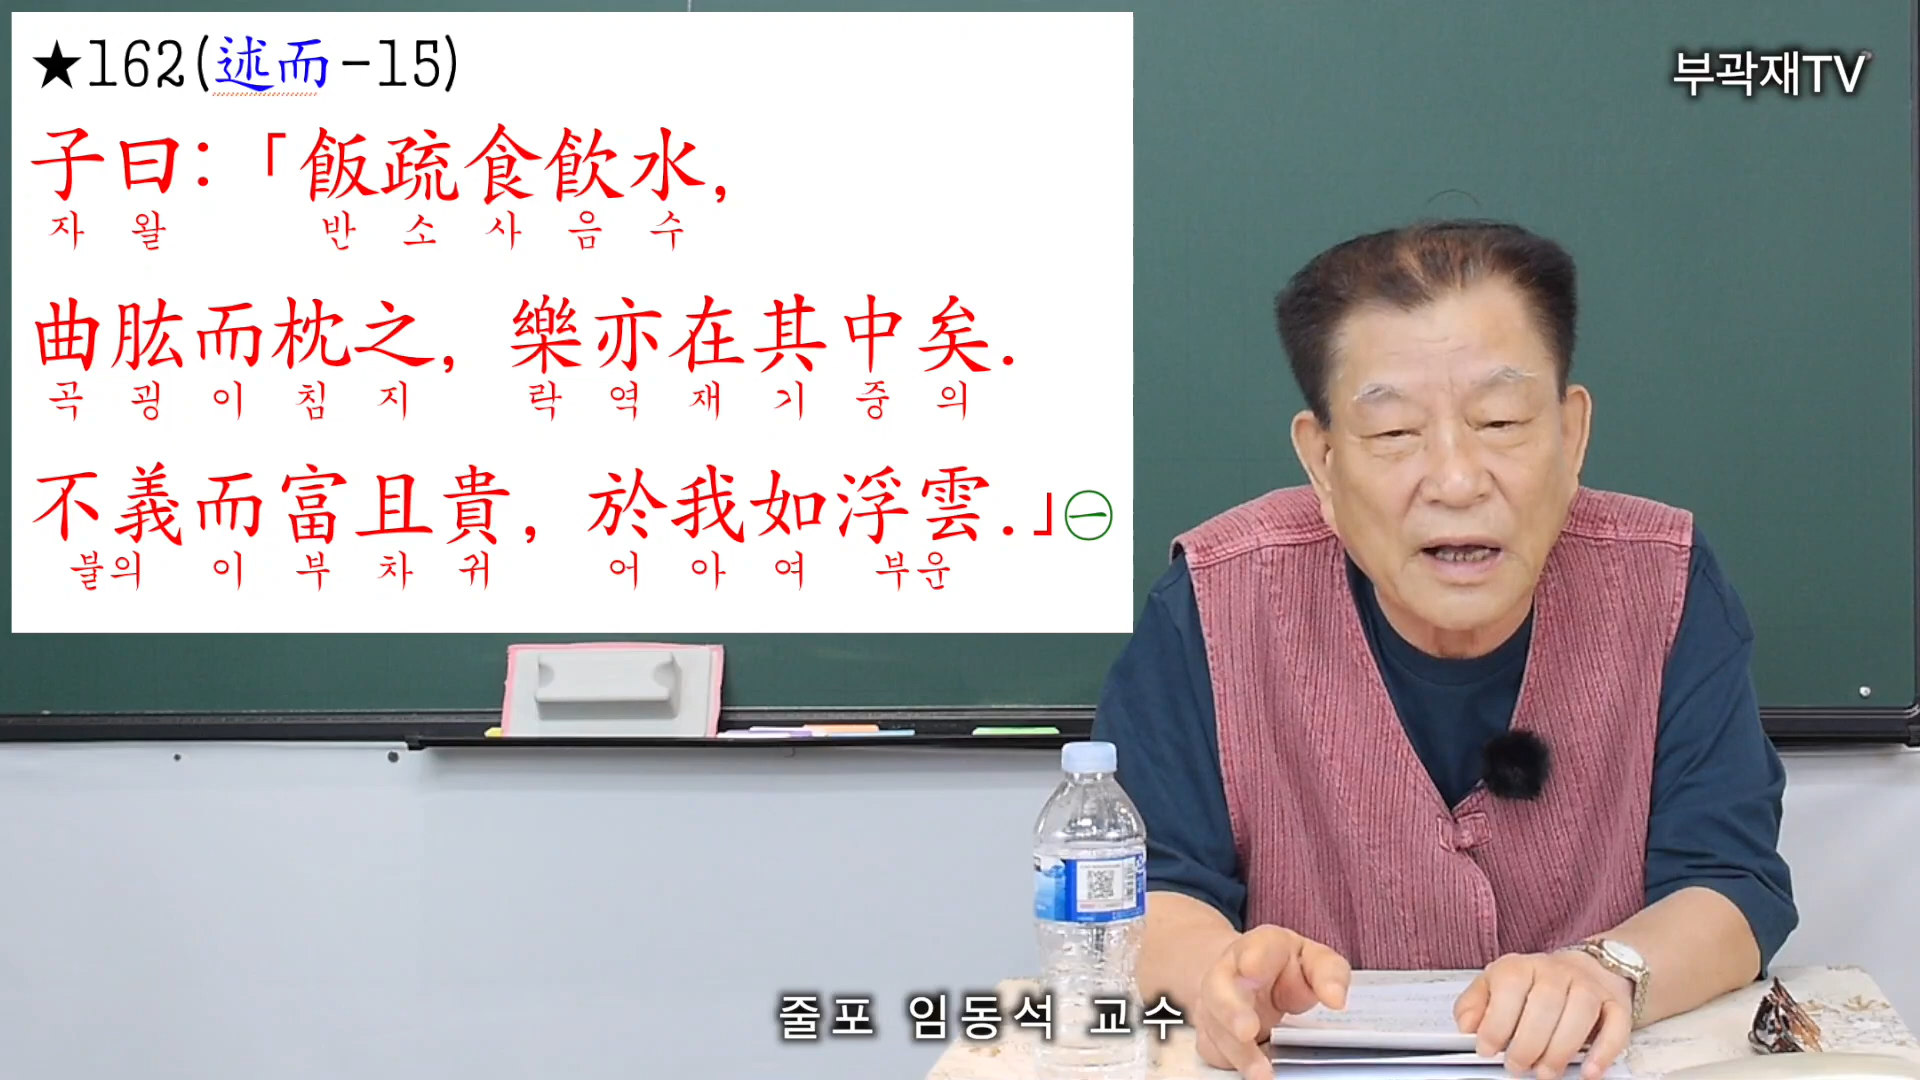 ★162(述而-15)
子曰:「飯疏食飮水,
자 왈 반 소 사 음 수
曲肱而枕之, 樂亦在其中矣.
곡 굉 이 침 지 락 역 재 기 중 의
不義而富且貴, 於我如浮雲.」㊀
불의 이 부 차 귀 어 아 여 부운
부곽재TV
줄포 임동석 교수